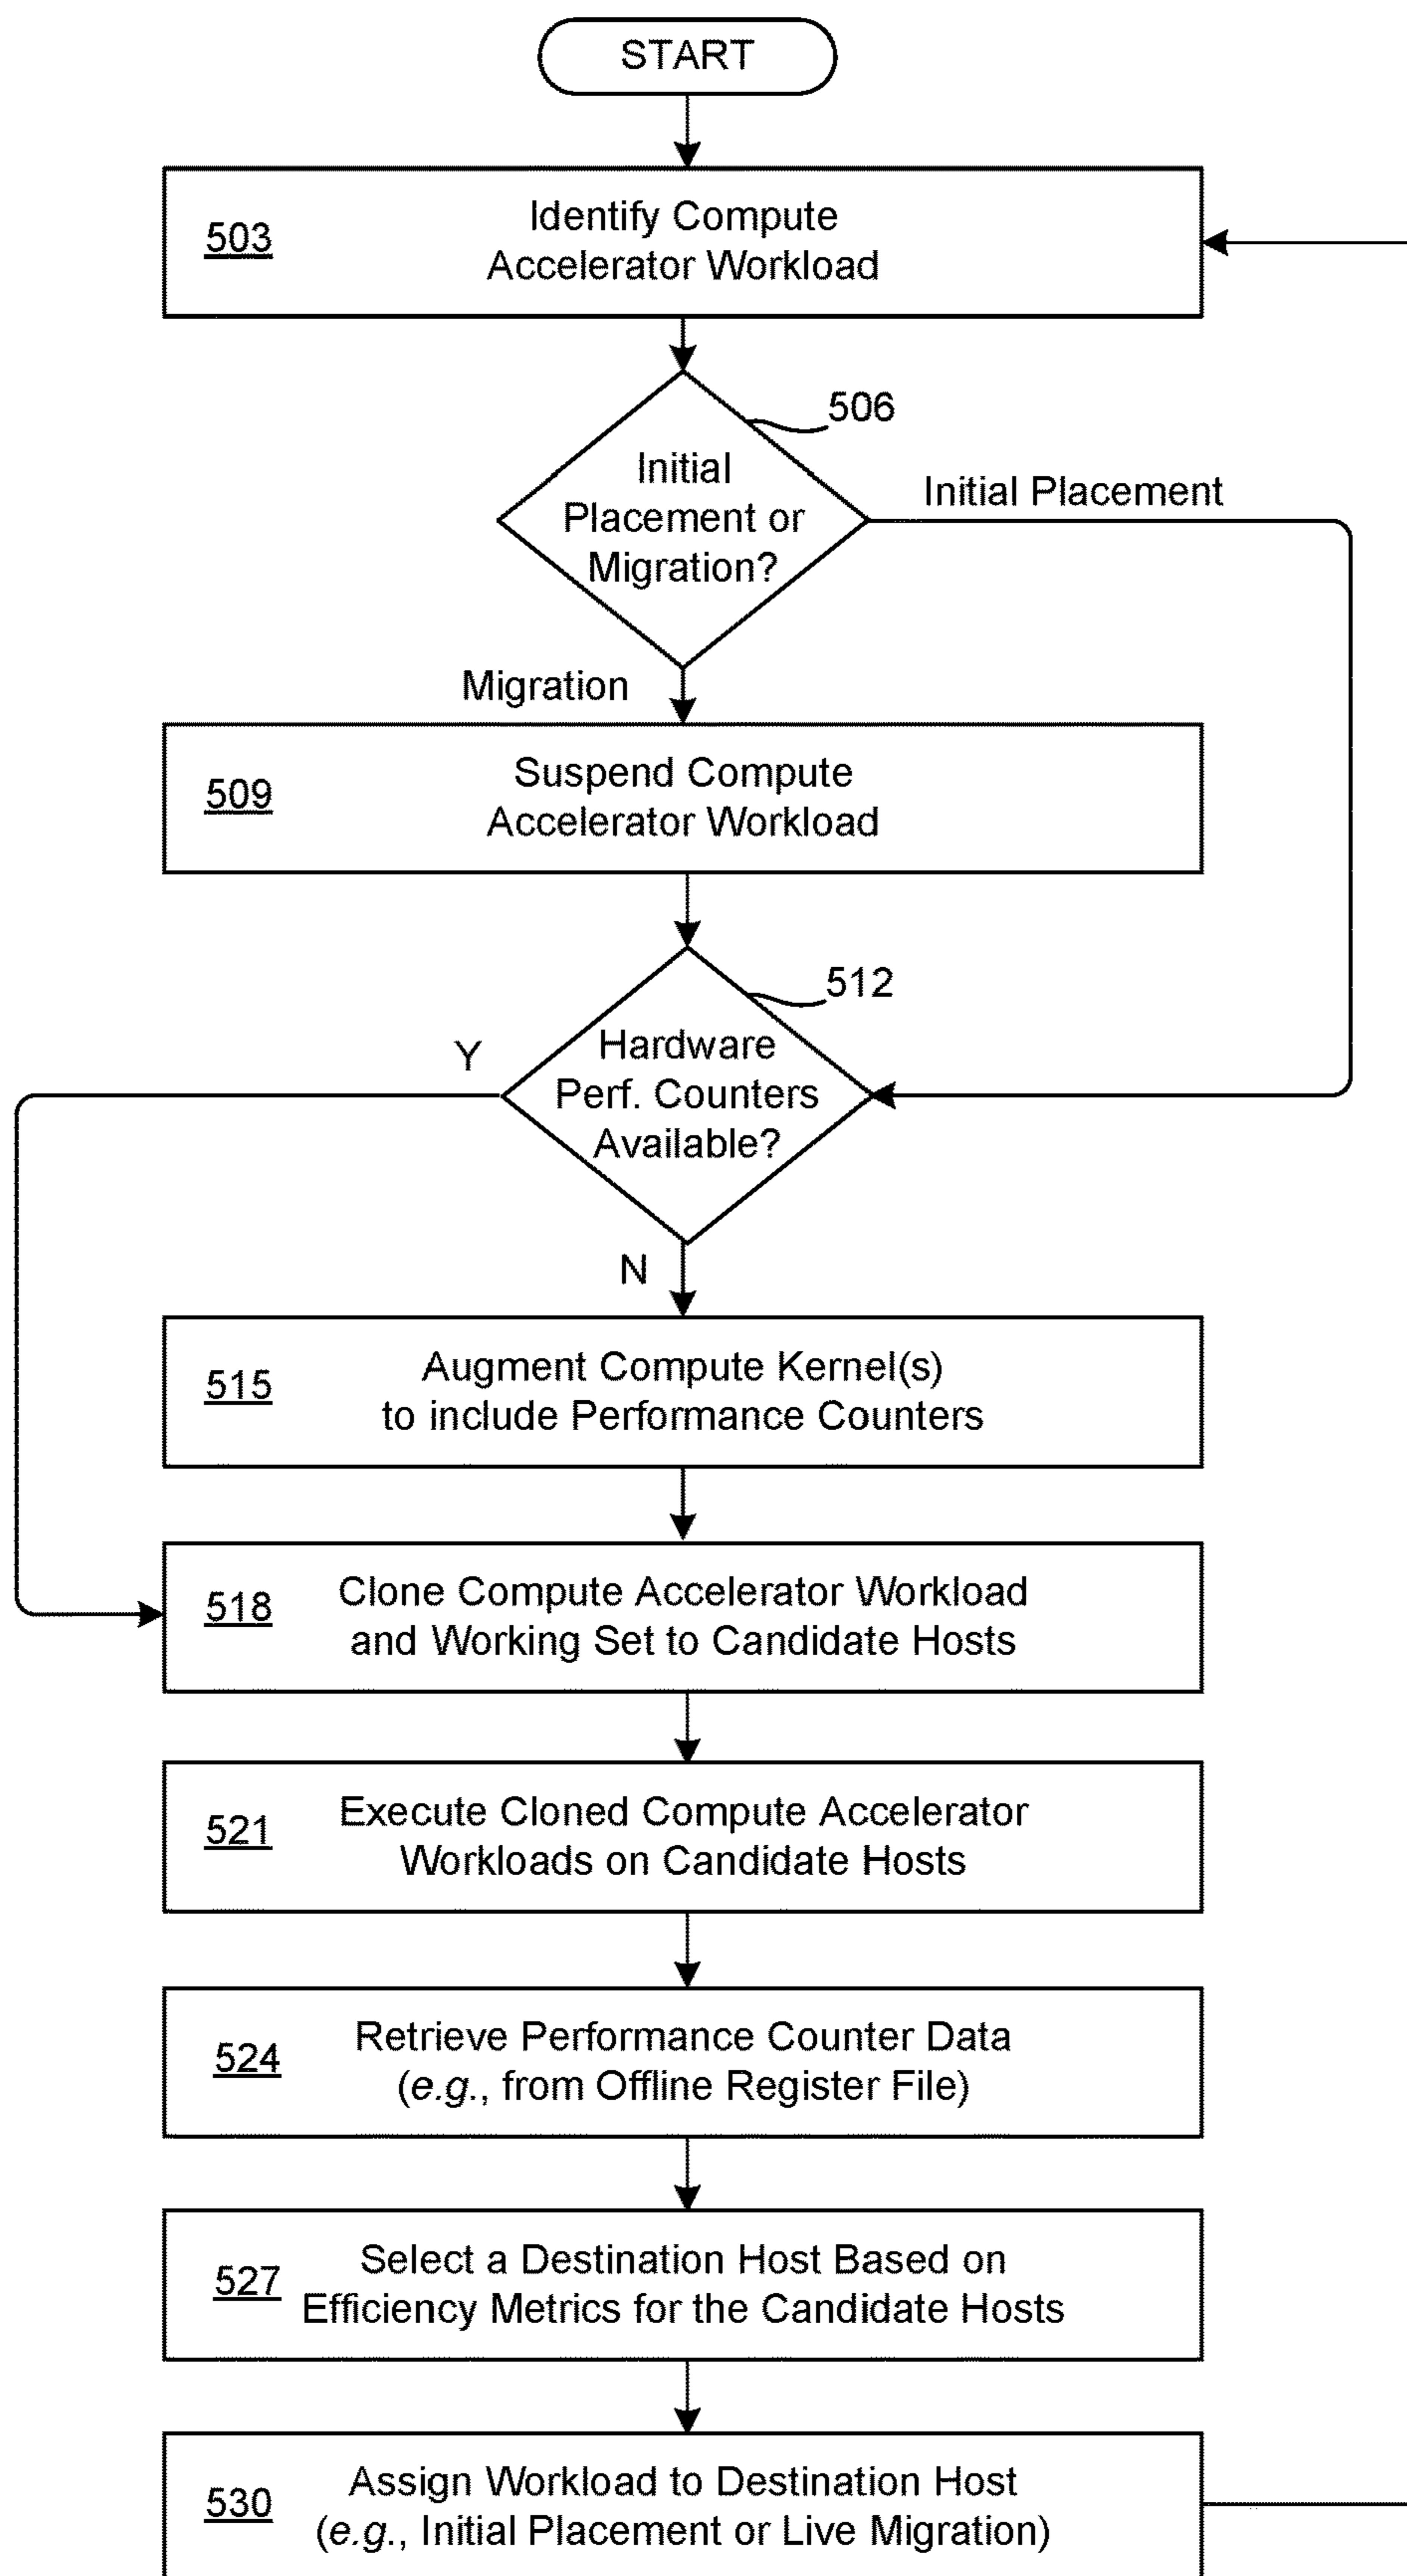 START
503
Identify Compute
Accelerator Workload
506
Initial
Placement or
Migration?
Initial Placement
Migration
509
Suspend Compute
Accelerator Workload
512
Hardware
Perf. Counters
Available?
Y
N
515
Augment Compute Kernel(s)
to include Performance Counters
518
Clone Compute Accelerator Workload
and Working Set to Candidate Hosts
521
Execute Cloned Compute Accelerator
Workloads on Candidate Hosts
524
Retrieve Performance Counter Data
(e.g., from Offline Register File)
527
Select a Destination Host Based on
Efficiency Metrics for the Candidate Hosts
530
Assign Workload to Destination Host
(e.g., Initial Placement or Live Migration)